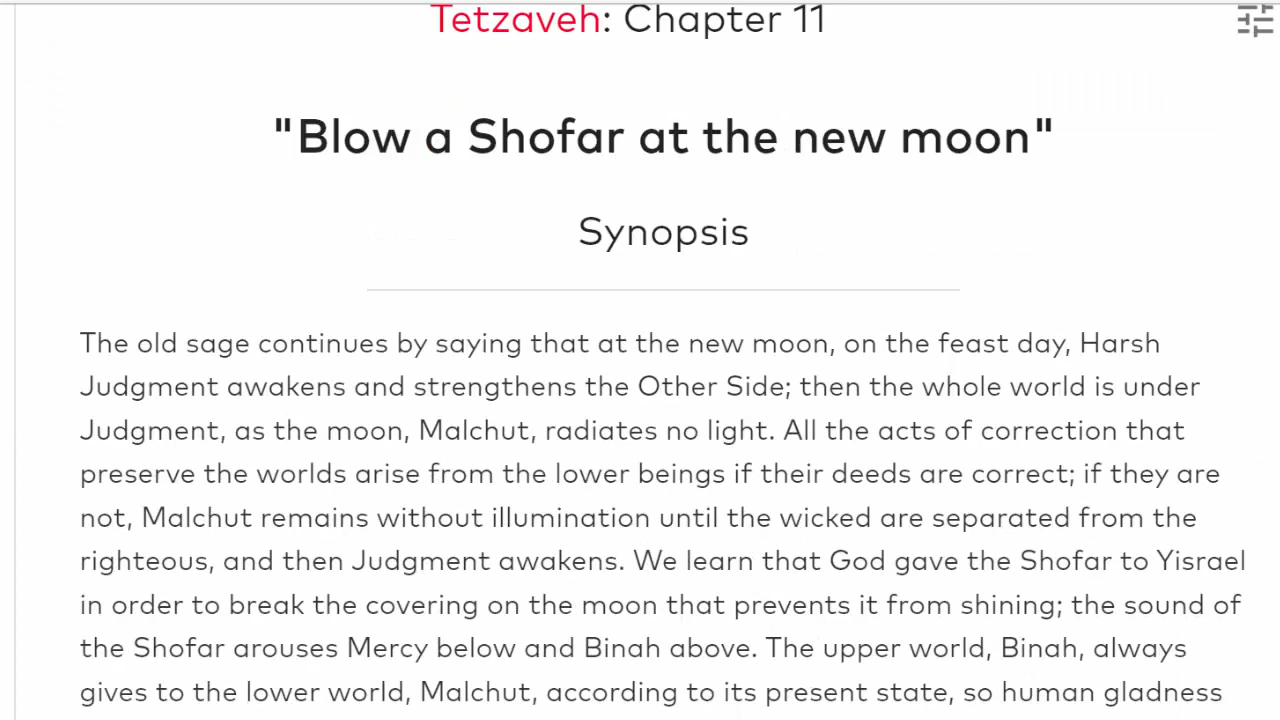 Tetzaveh: Chapter 11
"Blow a Shofar at the new moon"
Synopsis
The old sage continues by saying that at the new moon, on the feast day, Harsh
Judgment awakens and strengthens the Other Side; then the whole world is under
Judgment, as the moon, Malchut, radiates no light. All the acts of correction that
preserve the worlds arise from the lower beings if their deeds are correct; if they are
not, Malchut remains without illumination until the wicked are separated from the
righteous, and then Judgment awakens. We learn that God gave the Shofar to Yisrael
in order to break the covering on the moon that prevents it from shining; the sound of
the Shofar arouses Mercy below and Binah above. The upper world, Binah, always
gives to the lower world, Malchut, according to its present state, so human gladness